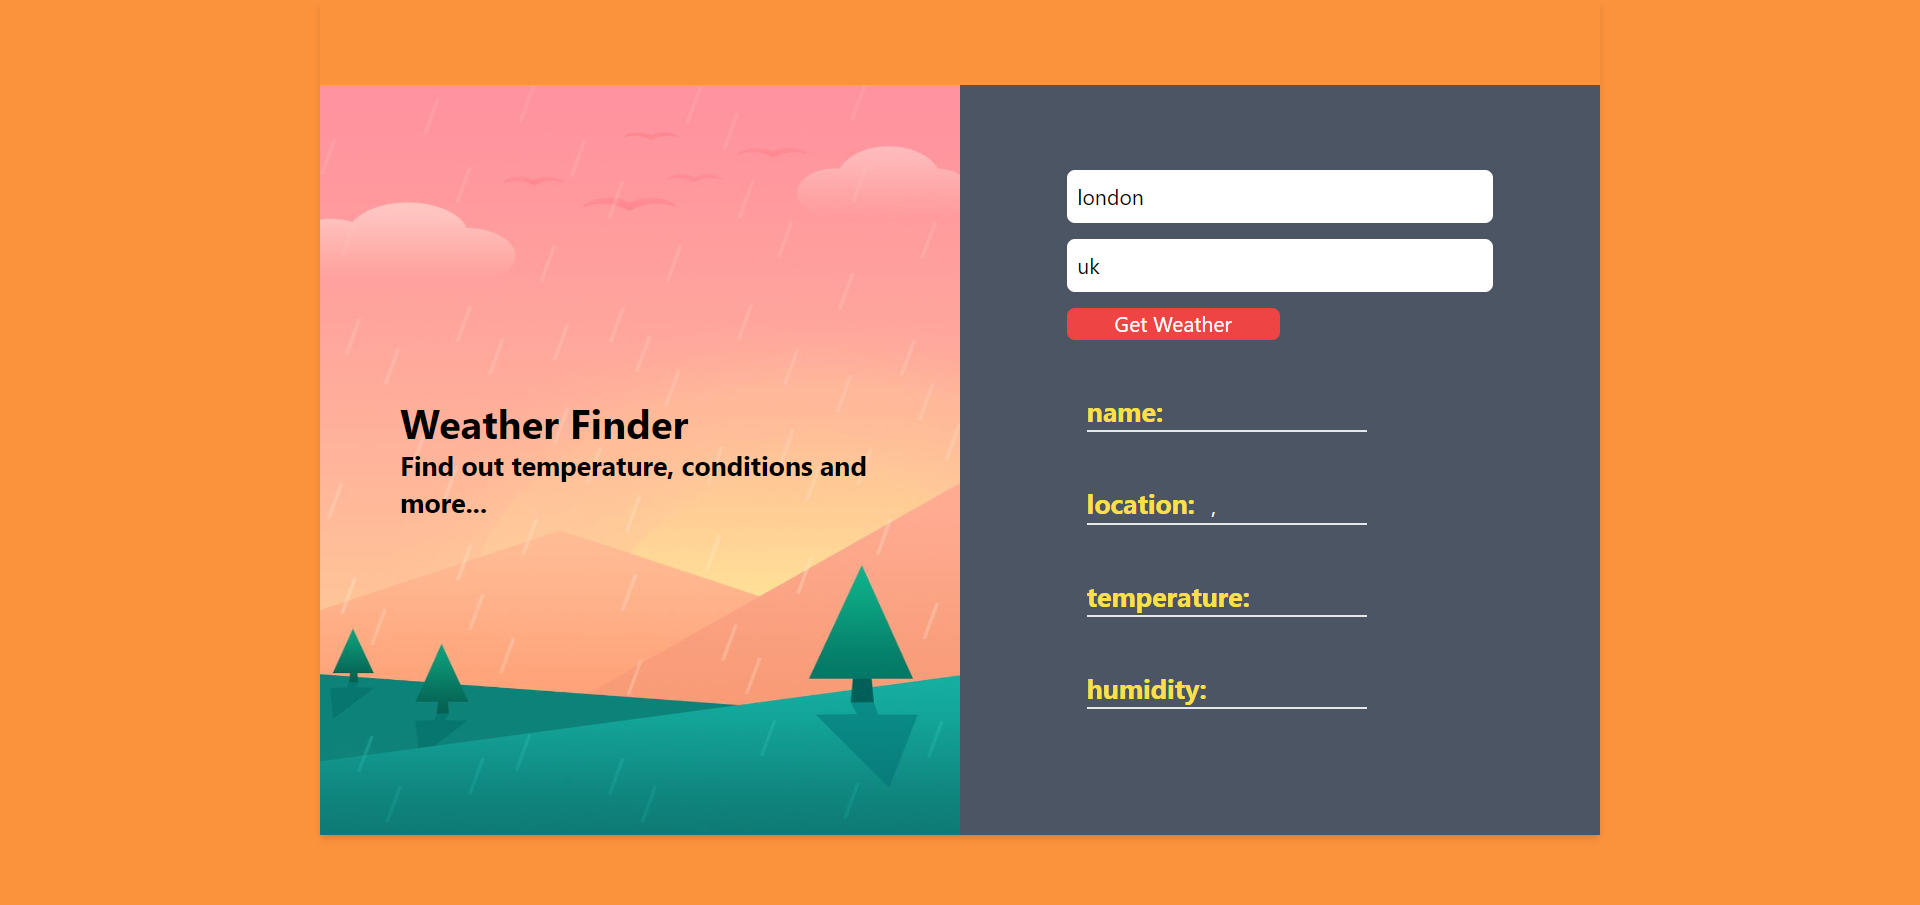 Weather Finder
Find out temperature, conditions and
more...
london
uk
Get Weather
name:
location: ,
temperature:
humidity: